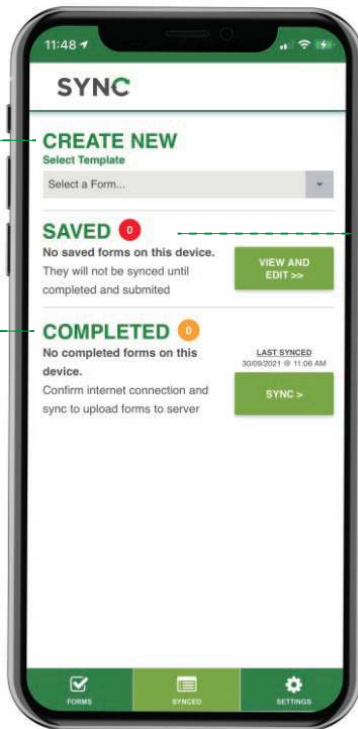 11:48
SYNC
CREATE NEW
Select Template
Select a Form...
SAVED 0
No saved forms on this device.
They will not be synced until
completed and submited
VIEW AND
EDIT >>
COMPLETED 0
No completed forms on this
device.
Confirm internet connection and
sync to upload forms to server
LAST SYNCED
30/09/2021 @ 11:06 AM
SYNC >
FORMS
SYNCED
SETTINGS